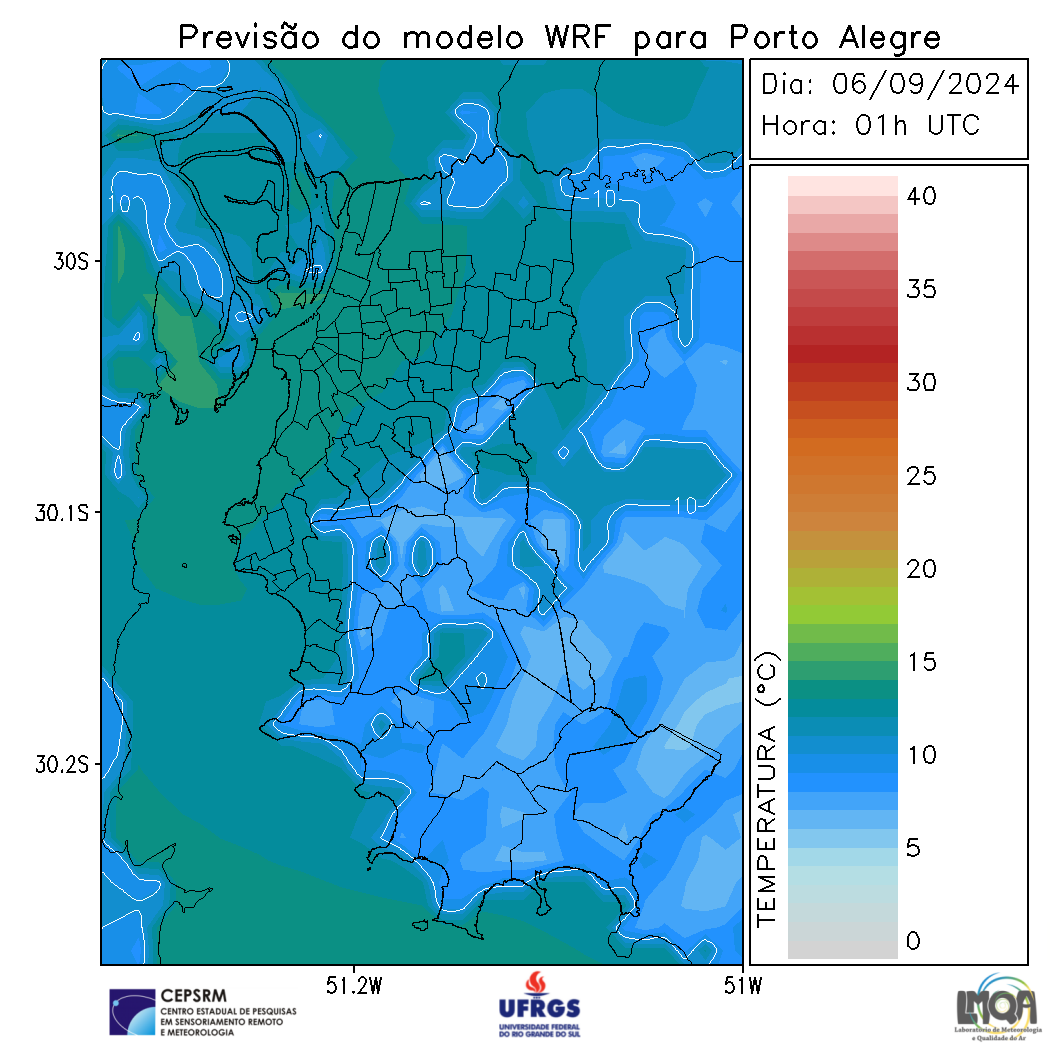 Previsão do modelo WRF para Porto Alegre
Dia: 06/09/2024
Hora: 01h UTC
10
10
10
30S
30.1S
30.2S
51.2W
51W
TEMPERATURA (°C)
40
35
30
25
20
15
10
5
0
CEPSRM
CENTRO ESTADUAL DE PESQUISAS
EM SENSORIAMENTO REMOTO
E METEOROLOGIA
UFRGS
UNIVERSIDADE FEDERAL
DO RIO GRANDE DO SUL
LMQA
Laboratório de Meteorologia
e Qualidade do Ar